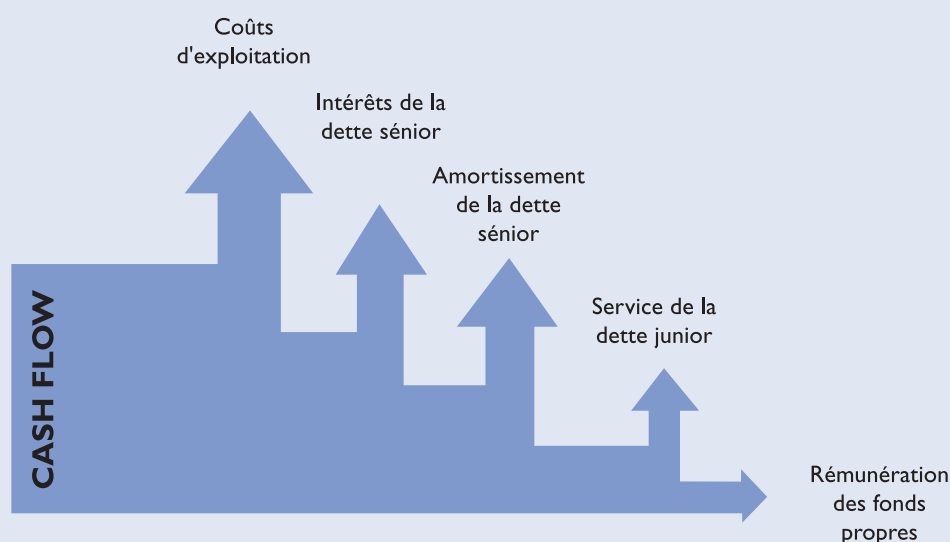 Coûts
d'exploitation
Intérêts de la
dette sénior
Amortissement
de la dette
sénior
Service de la
dette junior
CASH FLOW
Rémunération
des fonds
propres